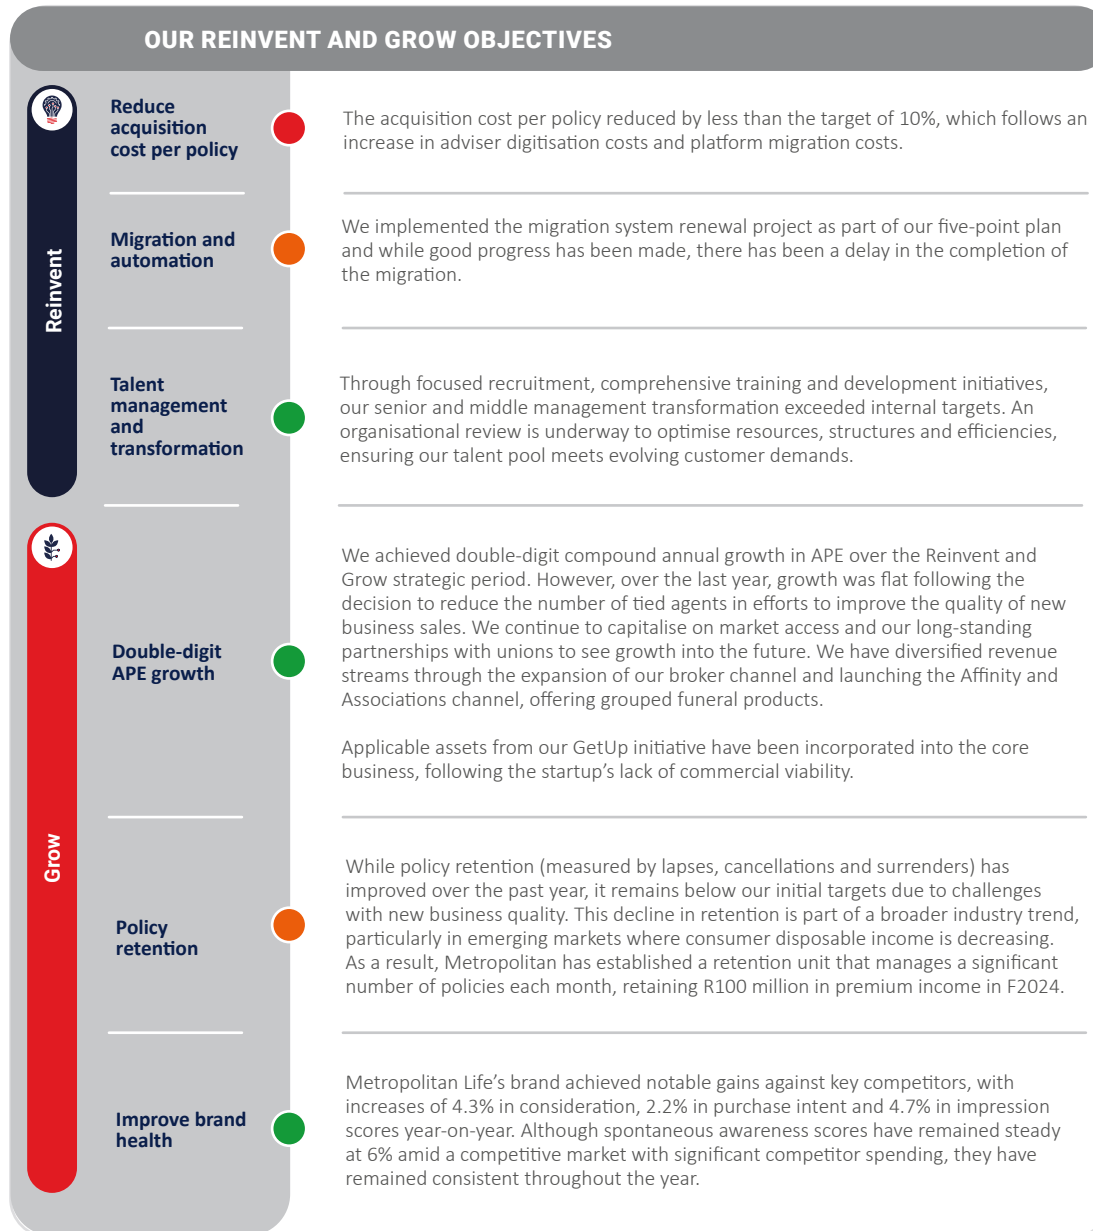 OUR REINVENT AND GROW OBJECTIVES
Reinvent
Reduce
acquisition
cost per policy
The acquisition cost per policy reduced by less than the target of 10%, which follows an
increase in adviser digitisation costs and platform migration costs.
Migration and
automation
We implemented the migration system renewal project as part of our five-point plan
and while good progress has been made, there has been a delay in the completion of
the migration.
Talent
management
and
transformation
Through focused recruitment, comprehensive training and development initiatives,
our senior and middle management transformation exceeded internal targets. An
organisational review is underway to optimise resources, structures and efficiencies,
ensuring our talent pool meets evolving customer demands.
Grow
Double-digit
APE growth
We achieved double-digit compound annual growth in APE over the Reinvent and
Grow strategic period. However, over the last year, growth was flat following the
decision to reduce the number of tied agents in efforts to improve the quality of new
business sales. We continue to capitalise on market access and our long-standing
partnerships with unions to see growth into the future. We have diversified revenue
streams through the expansion of our broker channel and launching the Affinity and
Associations channel, offering grouped funeral products.
Applicable assets from our GetUp initiative have been incorporated into the core
business, following the startup’s lack of commercial viability.
Policy
retention
While policy retention (measured by lapses, cancellations and surrenders) has
improved over the past year, it remains below our initial targets due to challenges
with new business quality. This decline in retention is part of a broader industry trend,
particularly in emerging markets where consumer disposable income is decreasing.
As a result, Metropolitan has established a retention unit that manages a significant
number of policies each month, retaining R100 million in premium income in F2024.
Improve brand
health
Metropolitan Life’s brand achieved notable gains against key competitors, with
increases of 4.3% in consideration, 2.2% in purchase intent and 4.7% in impression
scores year-on-year. Although spontaneous awareness scores have remained steady
at 6% amid a competitive market with significant competitor spending, they have
remained consistent throughout the year.